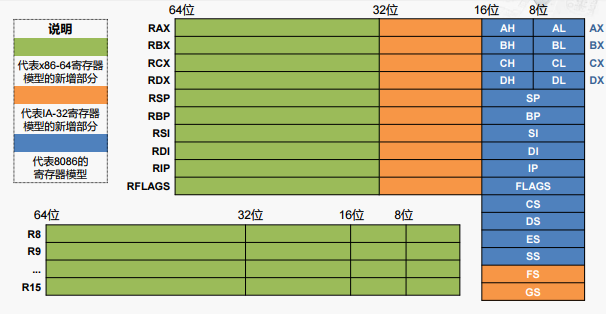 说明
代表x86-64寄存器
模型的新增部分
代表IA-32寄存器
模型的新增部分
代表8086的
寄存器模型
64位 32位 16位 8位
RAX AH AL AX
RBX BH BL BX
RCX CH CL CX
RDX DH DL DX
RSP SP
RBP BP
RSI SI
RDI DI
RIP IP
RFLAGS FLAGS
CS
DS
ES
SS
FS
GS
64位 32位 16位 8位
R8
R9
...
R15